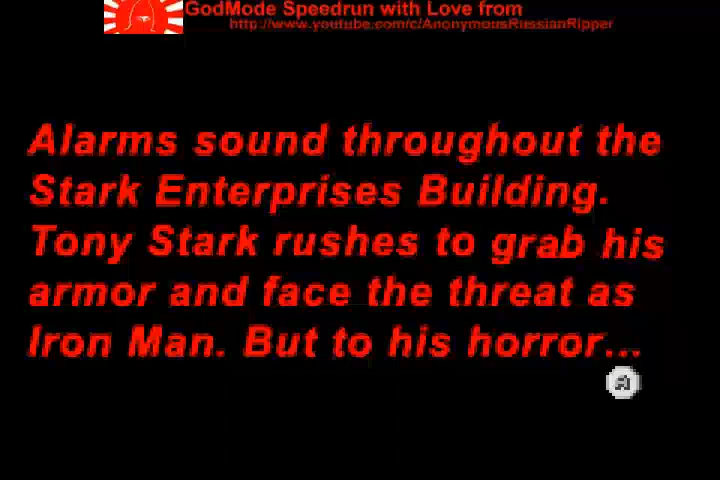 GodMode Speedrun with Love from
http://www.youtube.com/c/AnonymousRussianRipper
Alarms sound throughout the
Stark Enterprises Building.
Tony Stark rushes to grab his
armor and face the threat as
Iron Man. But to his horror...
A